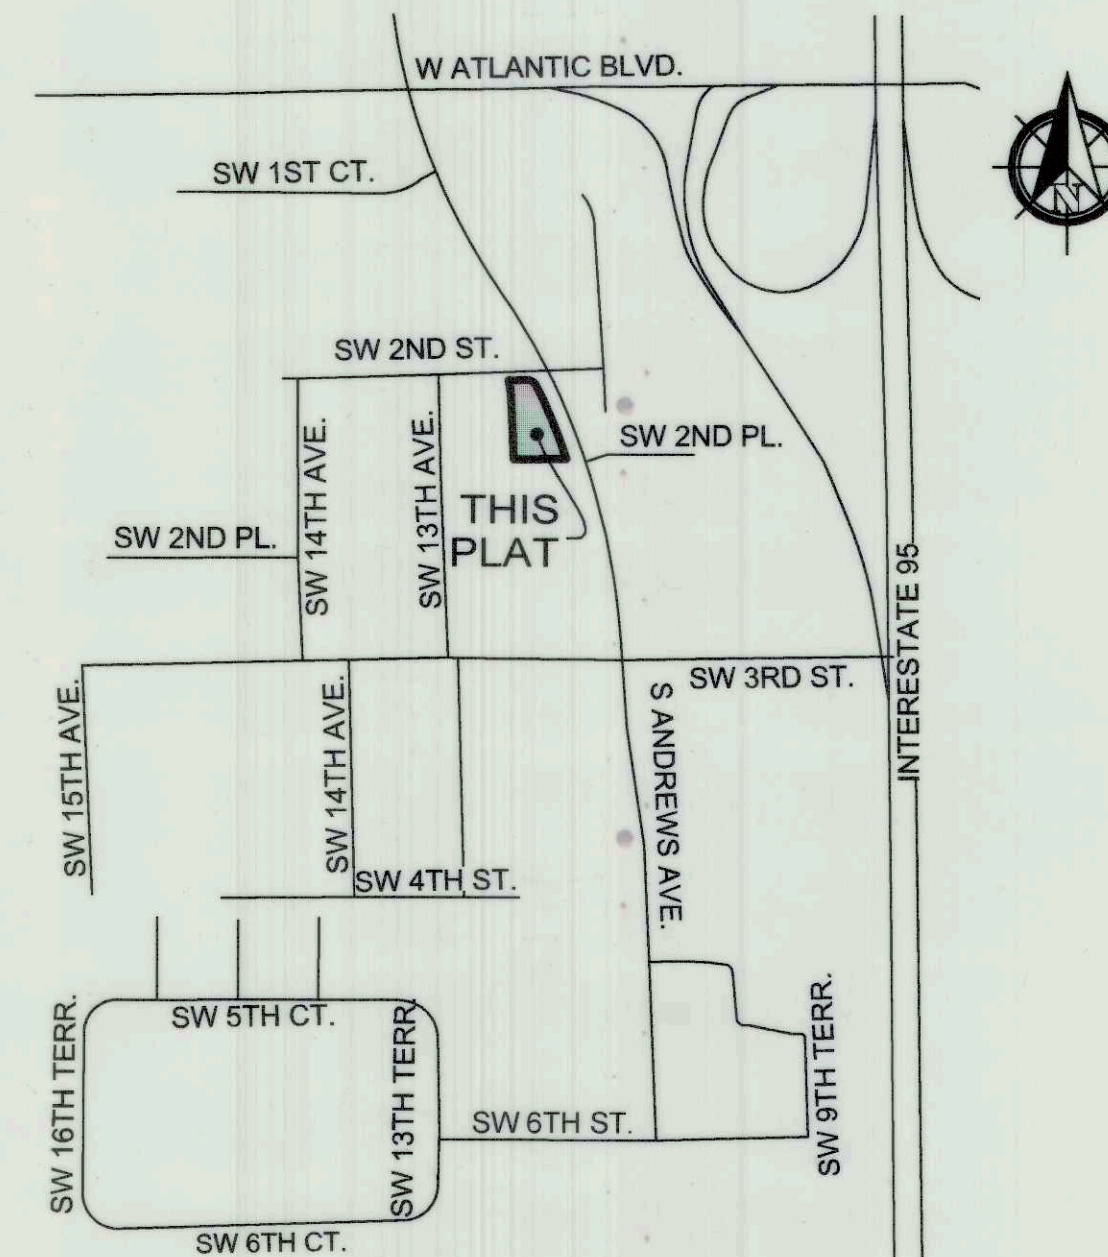 W ATLANTIC BLVD.
SW 1ST CT.
N
SW 2ND ST.
SW 14TH AVE.
SW 13TH AVE.
SW 2ND PL.
THIS
PLAT
SW 2ND PL.
INTERESTATE 95
SW 3RD ST.
SW 15TH AVE.
SW 14TH AVE.
S ANDREWS AVE.
SW 4TH ST.
SW 16TH TERR.
SW 5TH CT.
SW 13TH TERR.
SW 9TH TERR.
SW 6TH ST.
SW 6TH CT.